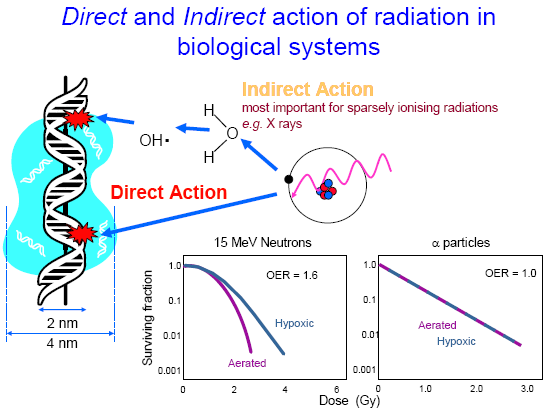 Direct and Indirect action of radiation in
biological systems
Indirect Action
most important for sparsely ionising radiations
e.g. X rays
H
O
H
OH•
Direct Action
2 nm
4 nm
15 MeV Neutrons
Surviving fraction
1.0
0.1
0.01
0.001
OER = 1.6
Hypoxic
Aerated
0 2 4 6
α particles
1.0
0.1
0.01
0.001
OER = 1.0
Aerated
Hypoxic
0 1.0 2.0 3.0
Dose (Gy)